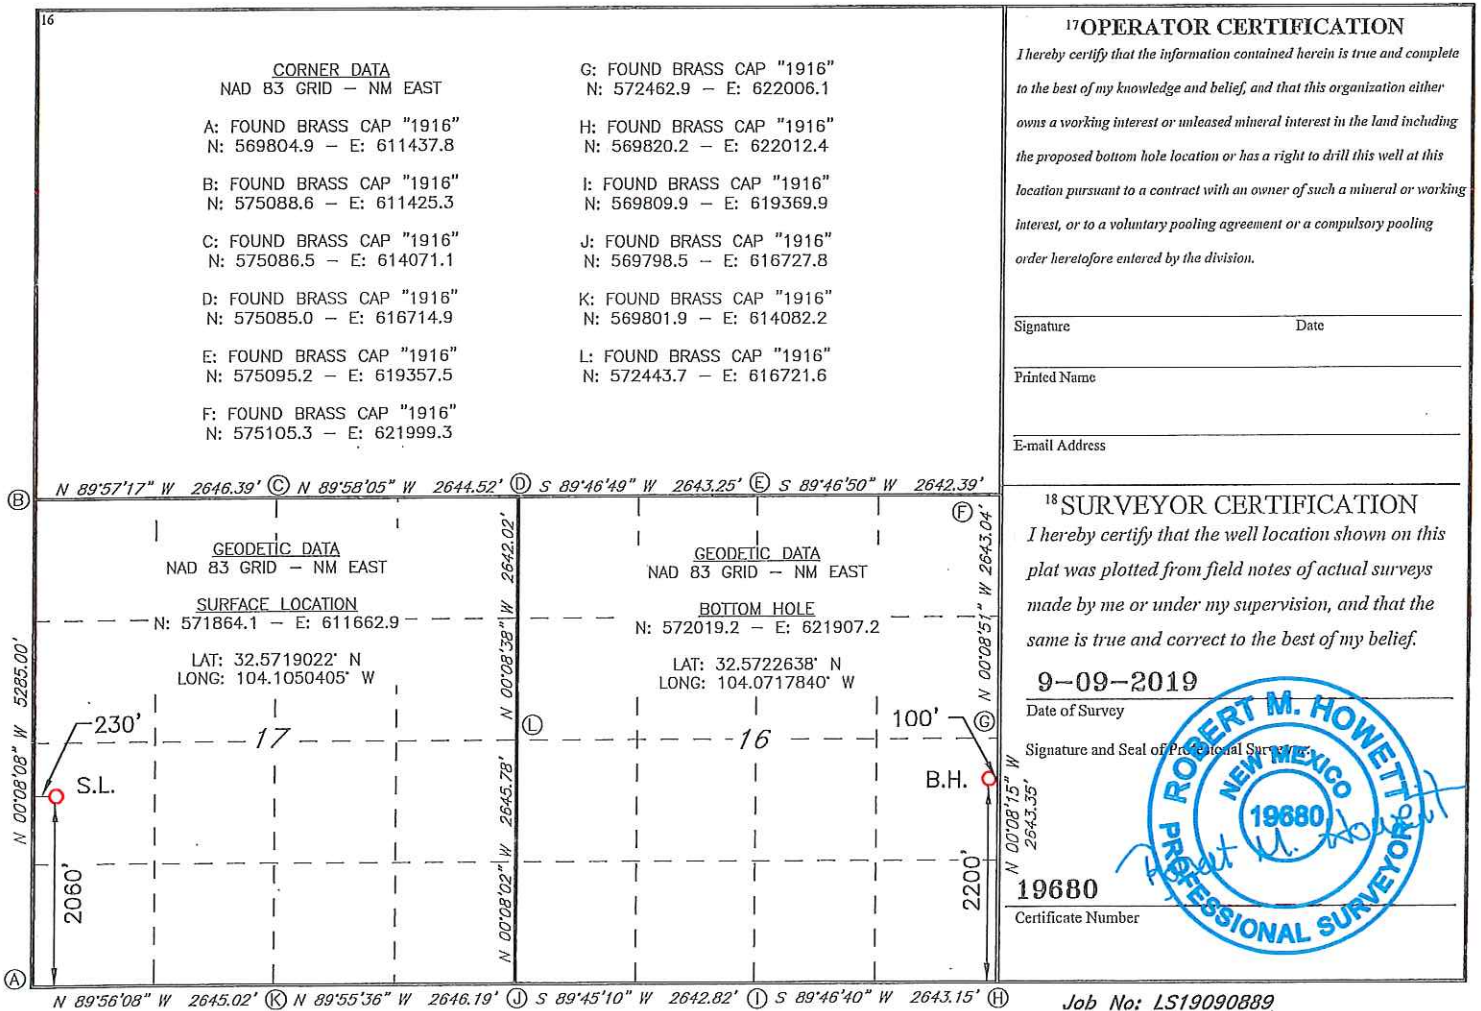 16
CORNER DATA
NAD 83 GRID – NM EAST
A: FOUND BRASS CAP "1916"
N: 569804.9 – E: 611437.8
B: FOUND BRASS CAP "1916"
N: 575088.6 – E: 611425.3
C: FOUND BRASS CAP "1916"
N: 575086.5 – E: 614071.1
D: FOUND BRASS CAP "1916"
N: 575085.0 – E: 616714.9
E: FOUND BRASS CAP "1916"
N: 575095.2 – E: 619357.5
F: FOUND BRASS CAP "1916"
N: 575105.3 – E: 621999.3
G: FOUND BRASS CAP "1916"
N: 572462.9 – E: 622006.1
H: FOUND BRASS CAP "1916"
N: 569820.2 – E: 622012.4
I: FOUND BRASS CAP "1916"
N: 569809.9 – E: 619369.9
J: FOUND BRASS CAP "1916"
N: 569798.5 – E: 616727.8
K: FOUND BRASS CAP "1916"
N: 569801.9 – E: 614082.2
L: FOUND BRASS CAP "1916"
N: 572443.7 – E: 616721.6
B N 89°57'17" W 2646.39' C N 89°58'05" W 2644.52' D S 89°46'49" W 2643.25' E S 89°46'50" W 2642.39'
F
GEODETIC DATA
NAD 83 GRID – NM EAST
SURFACE LOCATION
N: 571864.1 – E: 611662.9
LAT: 32.5719022° N
LONG: 104.1050405° W
GEODETIC DATA
NAD 83 GRID – NM EAST
BOTTOM HOLE
N: 572019.2 – E: 621907.2
LAT: 32.5722638° N
LONG: 104.0717840° W
N 00°08'08" W 5285.00'
N 00°08'38" W 2642.02'
N 00°08'51" W 2643.04'
230'
17
L
16
100'
G
S.L.
B.H.
2060'
N 00°08'02" W 2645.78'
2200'
N 00°08'15" W
2643.35'
A N 89°56'08" W 2645.02' K N 89°55'36" W 2646.19' J S 89°45'10" W 2642.82' I S 89°46'40" W 2643.15' H
17 OPERATOR CERTIFICATION
I hereby certify that the information contained herein is true and complete
to the best of my knowledge and belief, and that this organization either
owns a working interest or unleased mineral interest in the land including
the proposed bottom hole location or has a right to drill this well at this
location pursuant to a contract with an owner of such a mineral or working
interest, or to a voluntary pooling agreement or a compulsory pooling
order heretofore entered by the division.
Signature Date
Printed Name
E-mail Address
18 SURVEYOR CERTIFICATION
I hereby certify that the well location shown on this
plat was plotted from field notes of actual surveys
made by me or under my supervision, and that the
same is true and correct to the best of my belief.
9-09-2019
Date of Survey
Signature and Seal of Professional Surveyor:
ROBERT M. HOWETT
NEW MEXICO
19680
PROFESSIONAL SURVEYOR
Robert M. Howett
19680
Certificate Number
Job No: LS19090889